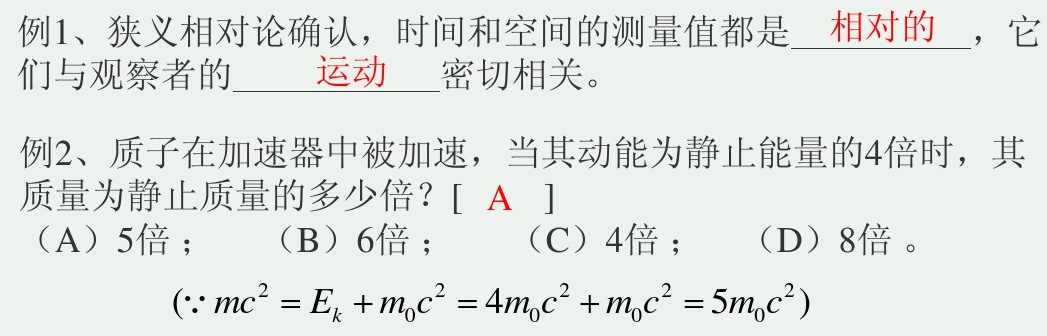 例1、狭义相对论确认，时间和空间的测量值都是 相对的 ，它
们与观察者的 运动 密切相关。
例2、质子在加速器中被加速，当其动能为静止能量的4倍时，其
质量为静止质量的多少倍？[ A ]
（A）5倍 ； （B）6倍 ； （C）4倍 ； （D）8倍 。
(∵ mc² = Eₖ + m₀c² = 4m₀c² + m₀c² = 5m₀c²)